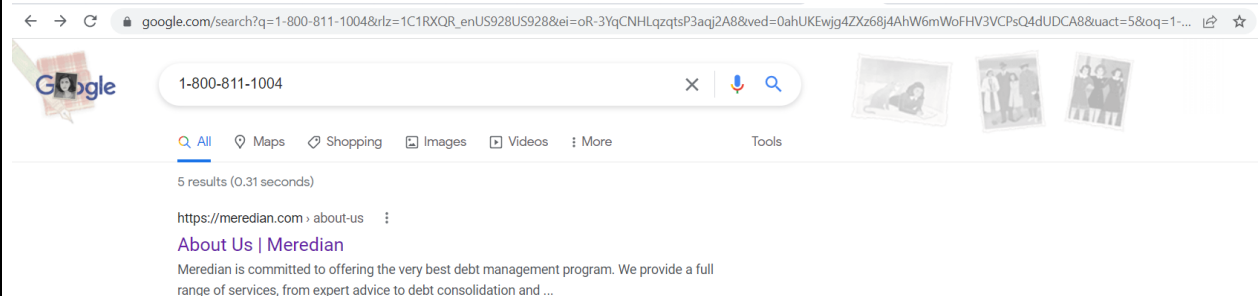 google.com/search?q=1-800-811-1004&rlz=1C1RXQR_enUS928US928&ei=oR-3YqCNHLqzqtsP3aqj2A8&ved=0ahUKEwjg4ZXz68j4AhW6mWoFHV3VCPsQ4dUDCA8&uact=5&oq=1-...
Google
1-800-811-1004
All Maps Shopping Images Videos More Tools
5 results (0.31 seconds)
https://meredian.com › about-us
About Us | Meredian
Meredian is committed to offering the very best debt management program. We provide a full
range of services, from expert advice to debt consolidation and ...